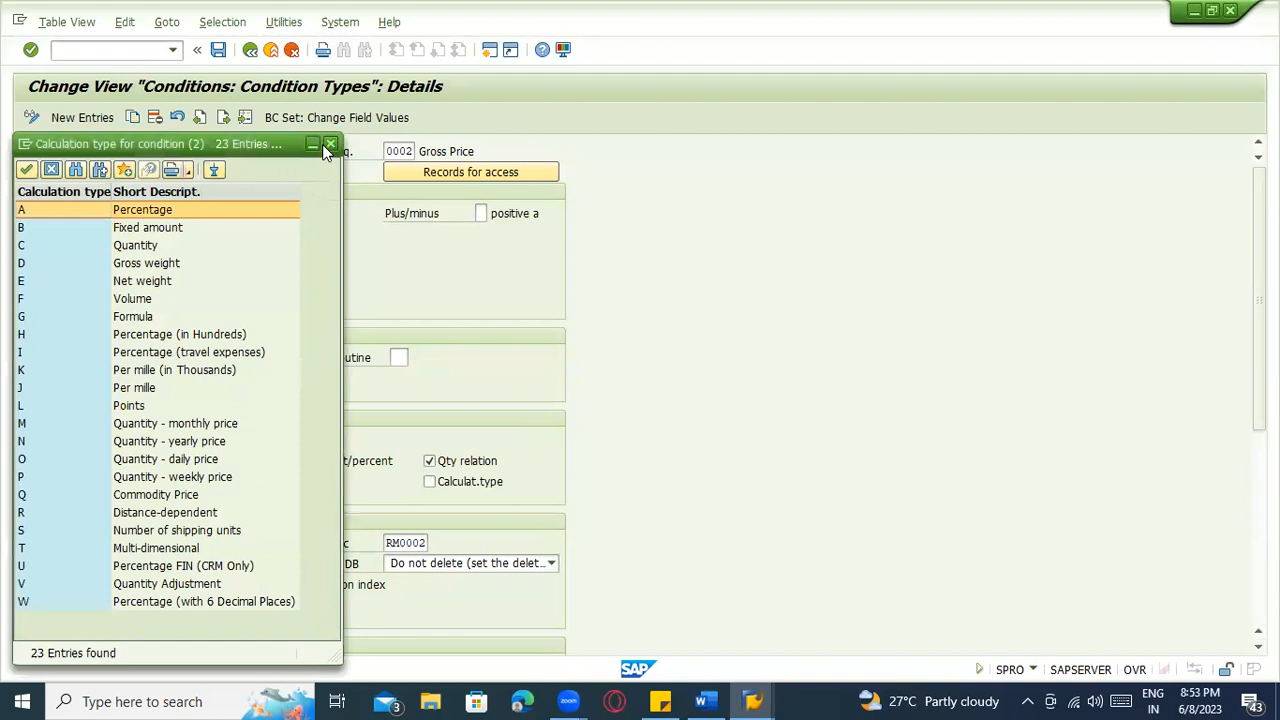 Table View Edit Goto Selection Utilities System Help
Change View "Conditions: Condition Types": Details
New Entries BC Set: Change Field Values
Calculation type for condition (2) 23 Entries ...
q. 0002 Gross Price
Records for access
Calculation type Short Descript.
A Percentage
Plus/minus positive a
B Fixed amount
C Quantity
D Gross weight
E Net weight
F Volume
G Formula
H Percentage (in Hundreds)
I Percentage (travel expenses)
utine
K Per mille (in Thousands)
J Per mille
L Points
M Quantity - monthly price
N Quantity - yearly price
O Quantity - daily price
t/percent Qty relation
P Quantity - weekly price
Calculat.type
Q Commodity Price
R Distance-dependent
S Number of shipping units
c RM0002
T Multi-dimensional
DB Do not delete (set the delet...
U Percentage FIN (CRM Only)
V Quantity Adjustment
on index
W Percentage (with 6 Decimal Places)
23 Entries found
SAP
SPRO SAPSERVER OVR
Type here to search
3
zoom
W
27°C Partly cloudy
ENG
IN
8:53 PM
6/8/2023
43